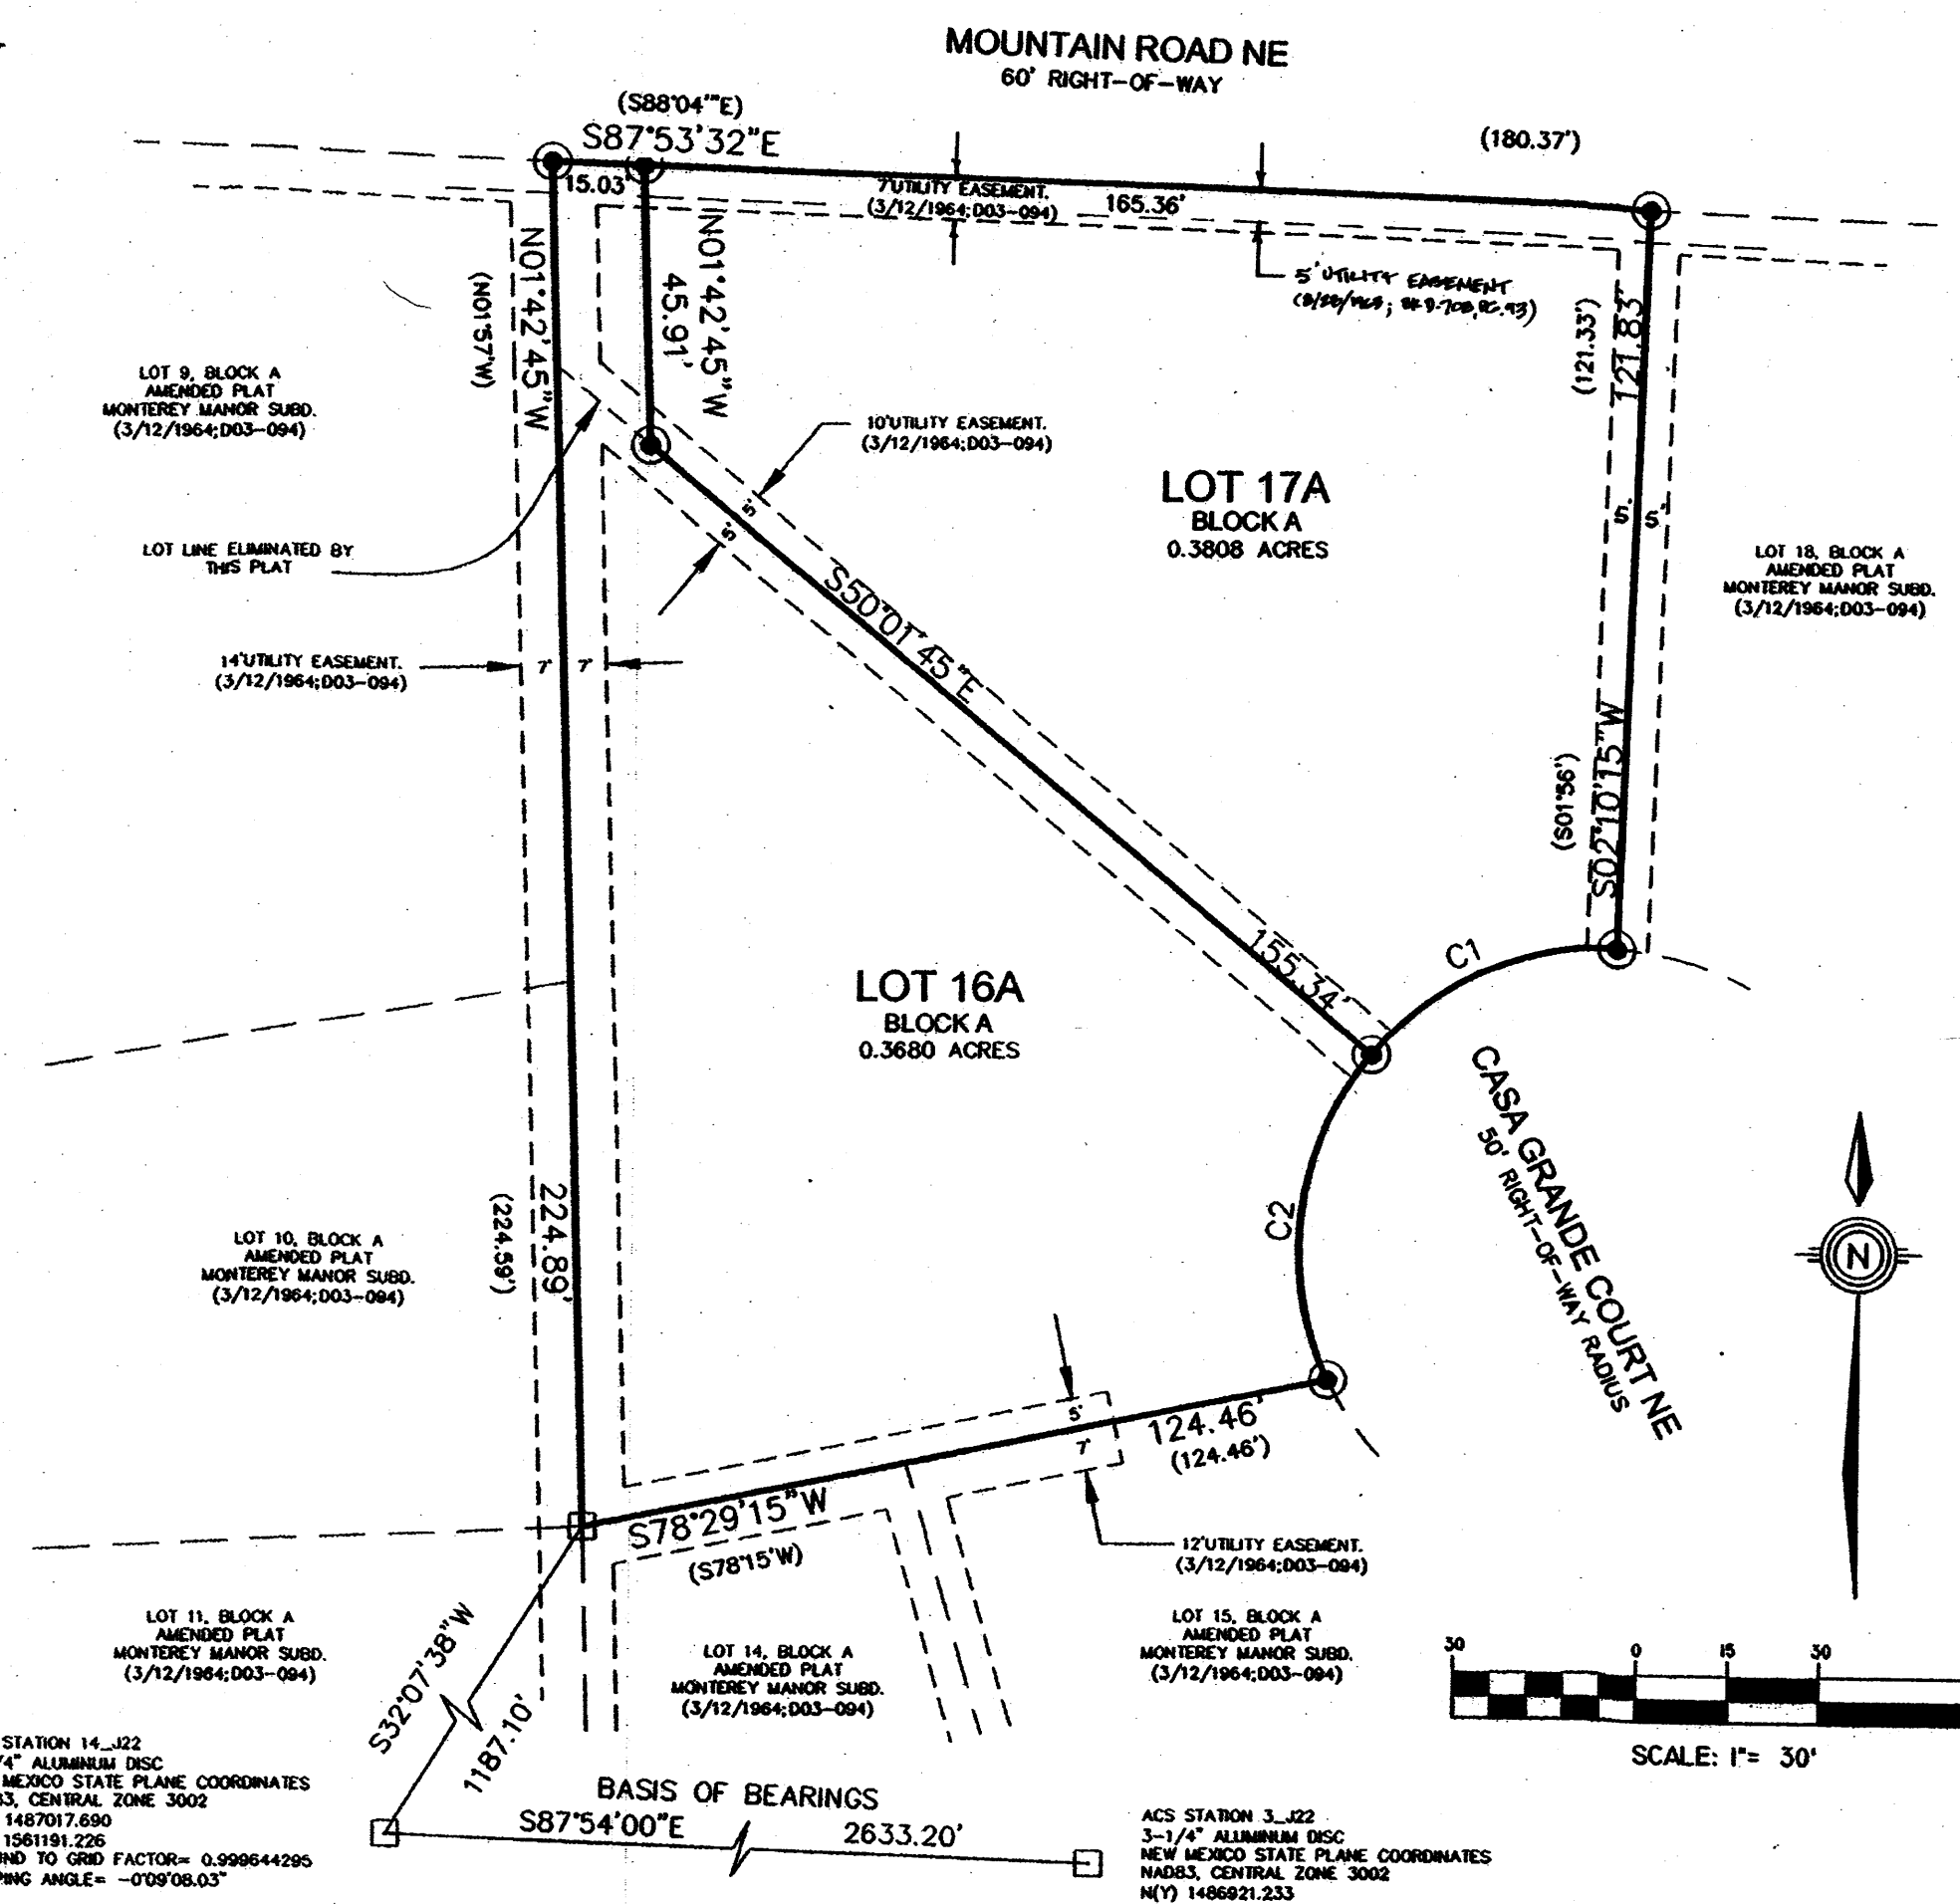 MOUNTAIN ROAD NE
60' RIGHT-OF-WAY
(S88°04'"E)
S87°53'32"E
(180.37')
15.03'
7'UTILITY EASEMENT.
(3/12/1964;D03-094)
165.36'
5' UTILITY EASEMENT
N01°42'45"W
(N01°57'W)
N01°42'45"W
45.91'
(121.33')
121.83'
LOT 9, BLOCK A
AMENDED PLAT
MONTEREY MANOR SUBD.
(3/12/1964;D03-094)
10'UTILITY EASEMENT.
(3/12/1964;D03-094)
LOT 17A
BLOCK A
0.3808 ACRES
5' 5'
5'
5'
LOT LINE ELIMINATED BY
THIS PLAT
LOT 18, BLOCK A
AMENDED PLAT
MONTEREY MANOR SUBD.
(3/12/1964;D03-094)
S50°01'45"E
155.34'
14'UTILITY EASEMENT.
(3/12/1964;D03-094)
7' 7'
S02°10'15"W
(S01°56')
C1
LOT 16A
BLOCK A
0.3680 ACRES
CASA GRANDE COURT NE
50' RIGHT-OF-WAY RADIUS
C2
N
224.89'
(224.59')
LOT 10, BLOCK A
AMENDED PLAT
MONTEREY MANOR SUBD.
(3/12/1964;D03-094)
5'
7'
124.46'
(124.46')
S78°29'15"W
(S78°15'W)
12'UTILITY EASEMENT.
(3/12/1964;D03-094)
LOT 11, BLOCK A
AMENDED PLAT
MONTEREY MANOR SUBD.
(3/12/1964;D03-094)
S32°07'38"W
1187.10'
LOT 14, BLOCK A
AMENDED PLAT
MONTEREY MANOR SUBD.
(3/12/1964;D03-094)
LOT 15, BLOCK A
AMENDED PLAT
MONTEREY MANOR SUBD.
(3/12/1964;D03-094)
30 0 15 30
SCALE: 1"= 30'
STATION 14_J22
/4" ALUMINUM DISC
MEXICO STATE PLANE COORDINATES
83, CENTRAL ZONE 3002
1487017.690
1561191.226
UND TO GRID FACTOR= 0.999644295
PING ANGLE= -0°09'08.03"
BASIS OF BEARINGS
S87°54'00"E 2633.20'
ACS STATION 3_J22
3-1/4" ALUMINUM DISC
NEW MEXICO STATE PLANE COORDINATES
NAD83, CENTRAL ZONE 3002
N(Y) 1486921.233